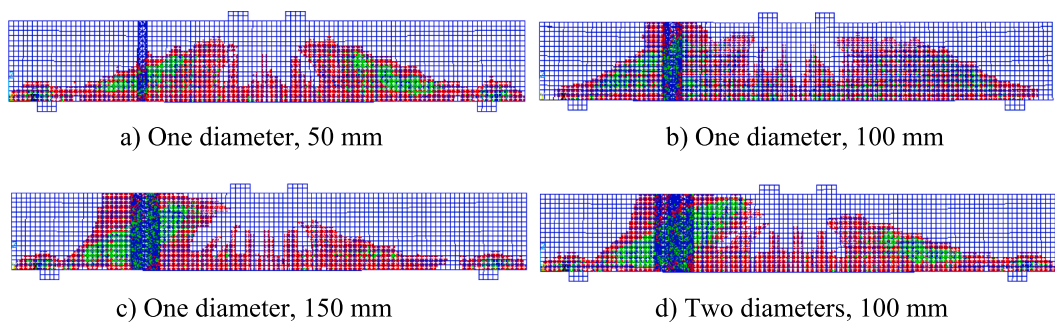 a) One diameter, 50 mm
b) One diameter, 100 mm
c) One diameter, 150 mm
d) Two diameters, 100 mm